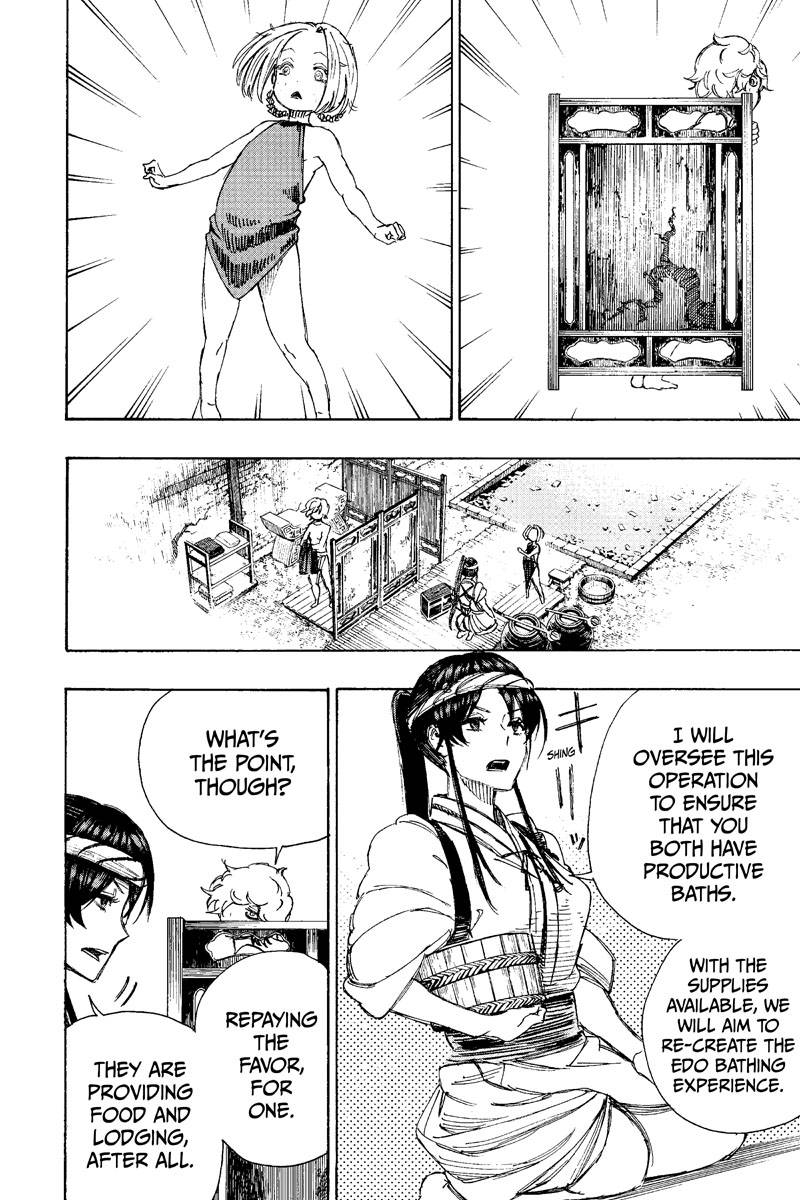 I WILL
OVERSEE THIS
OPERATION
TO ENSURE
THAT YOU
BOTH HAVE
PRODUCTIVE
BATHS.
SHING
WITH THE
SUPPLIES
AVAILABLE, WE
WILL AIM TO
RE-CREATE THE
EDO BATHING
EXPERIENCE.
WHAT'S
THE POINT,
THOUGH?
REPAYING
THE
FAVOR,
FOR
ONE.
THEY ARE
PROVIDING
FOOD AND
LODGING,
AFTER ALL.